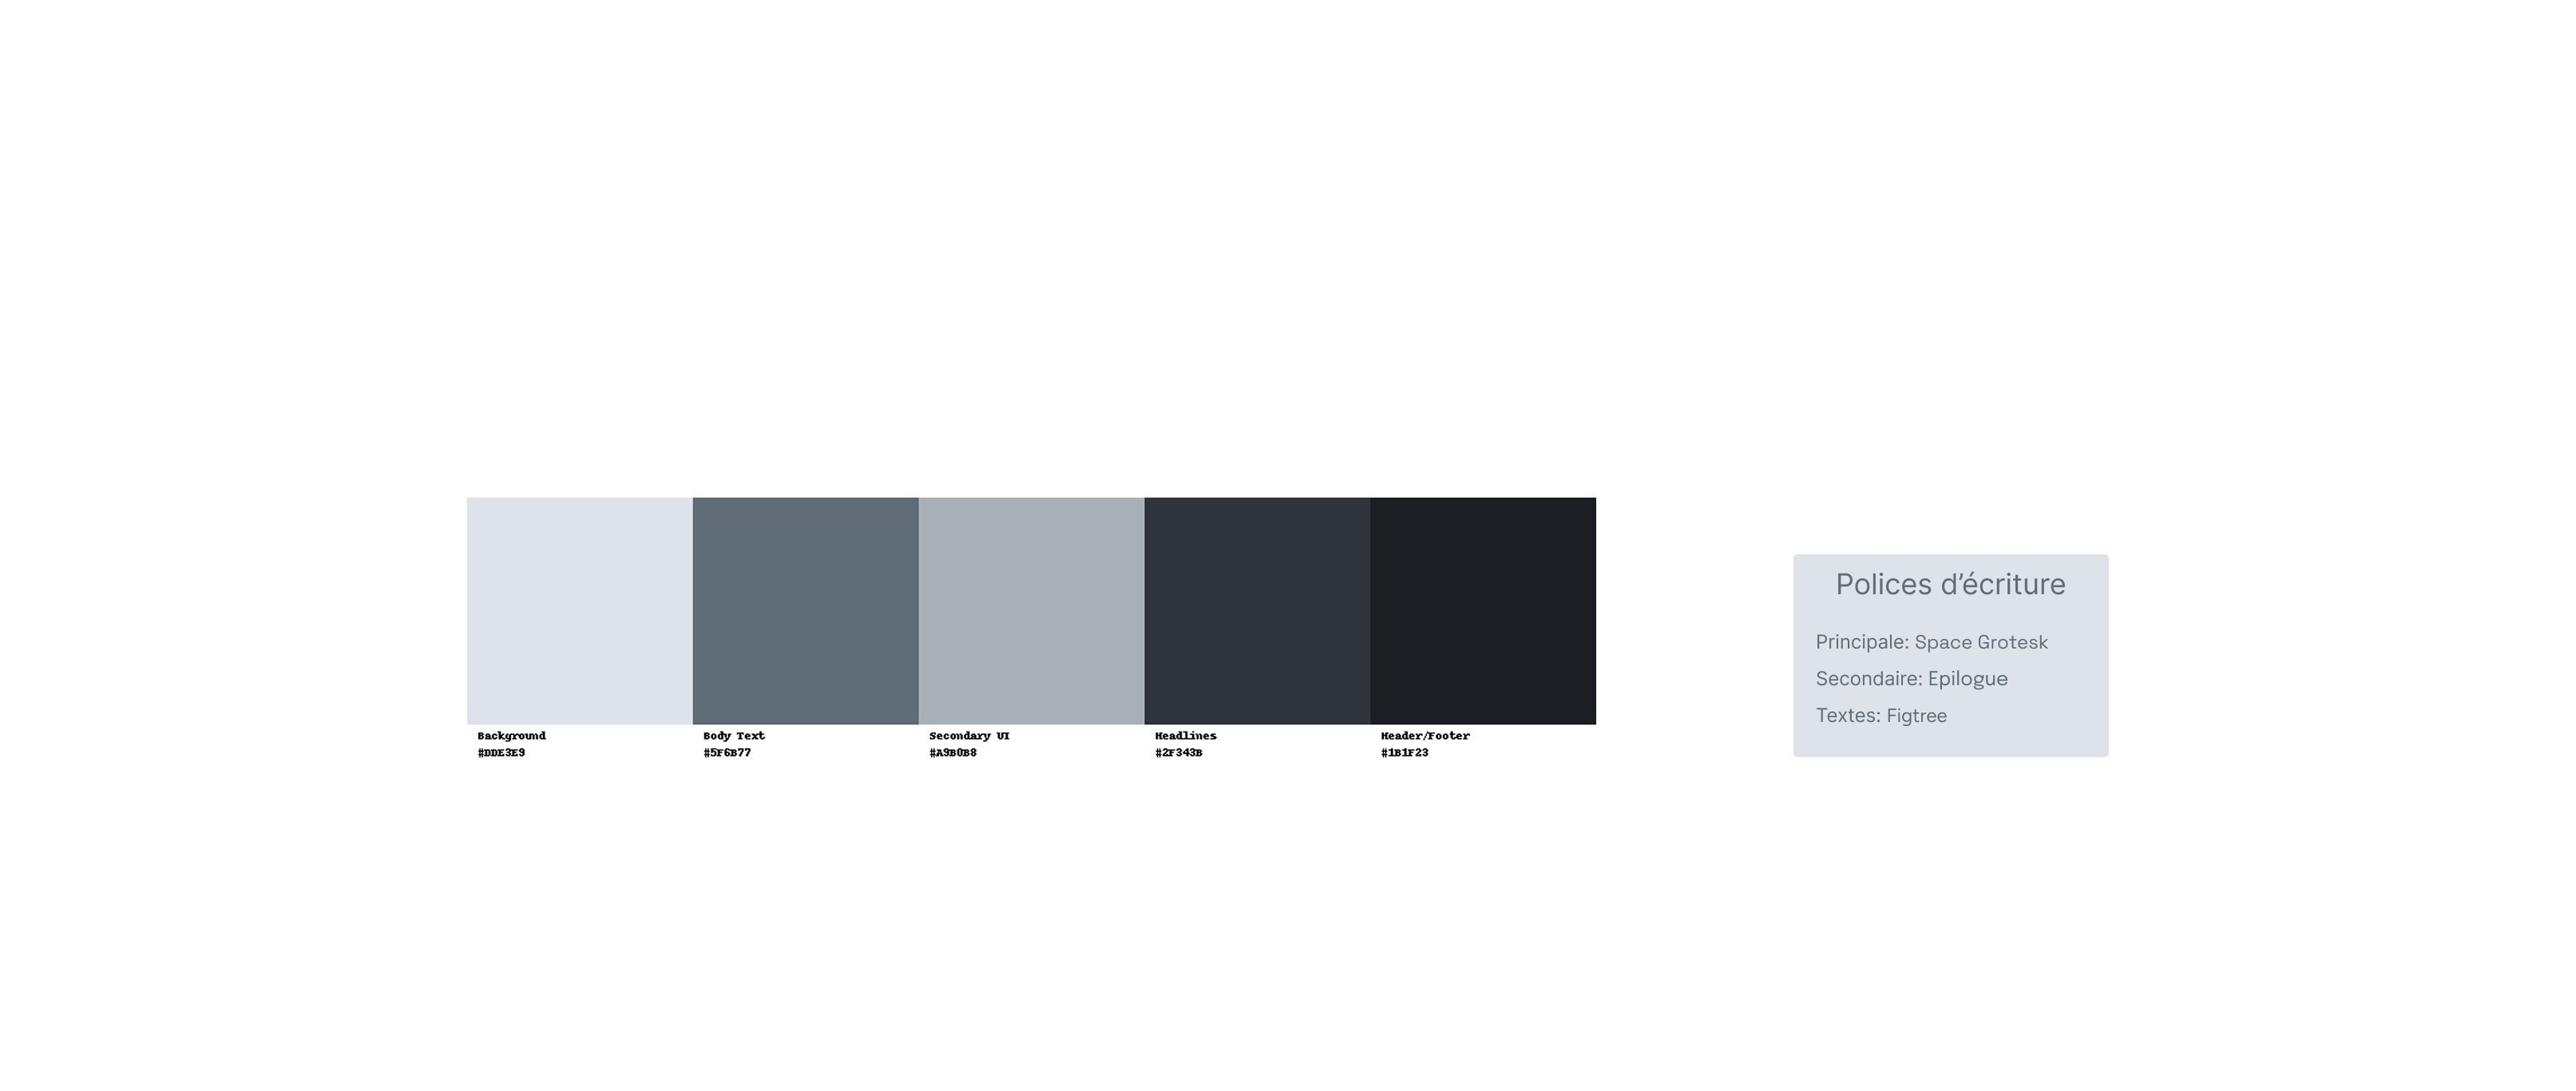 Background
#DDE3E9
Body Text
#5F6B77
Secondary UI
#A9B0B8
Headlines
#2F343B
Header/Footer
#1B1F23
Polices d’écriture
Principale: Space Grotesk
Secondaire: Epilogue
Textes: Figtree